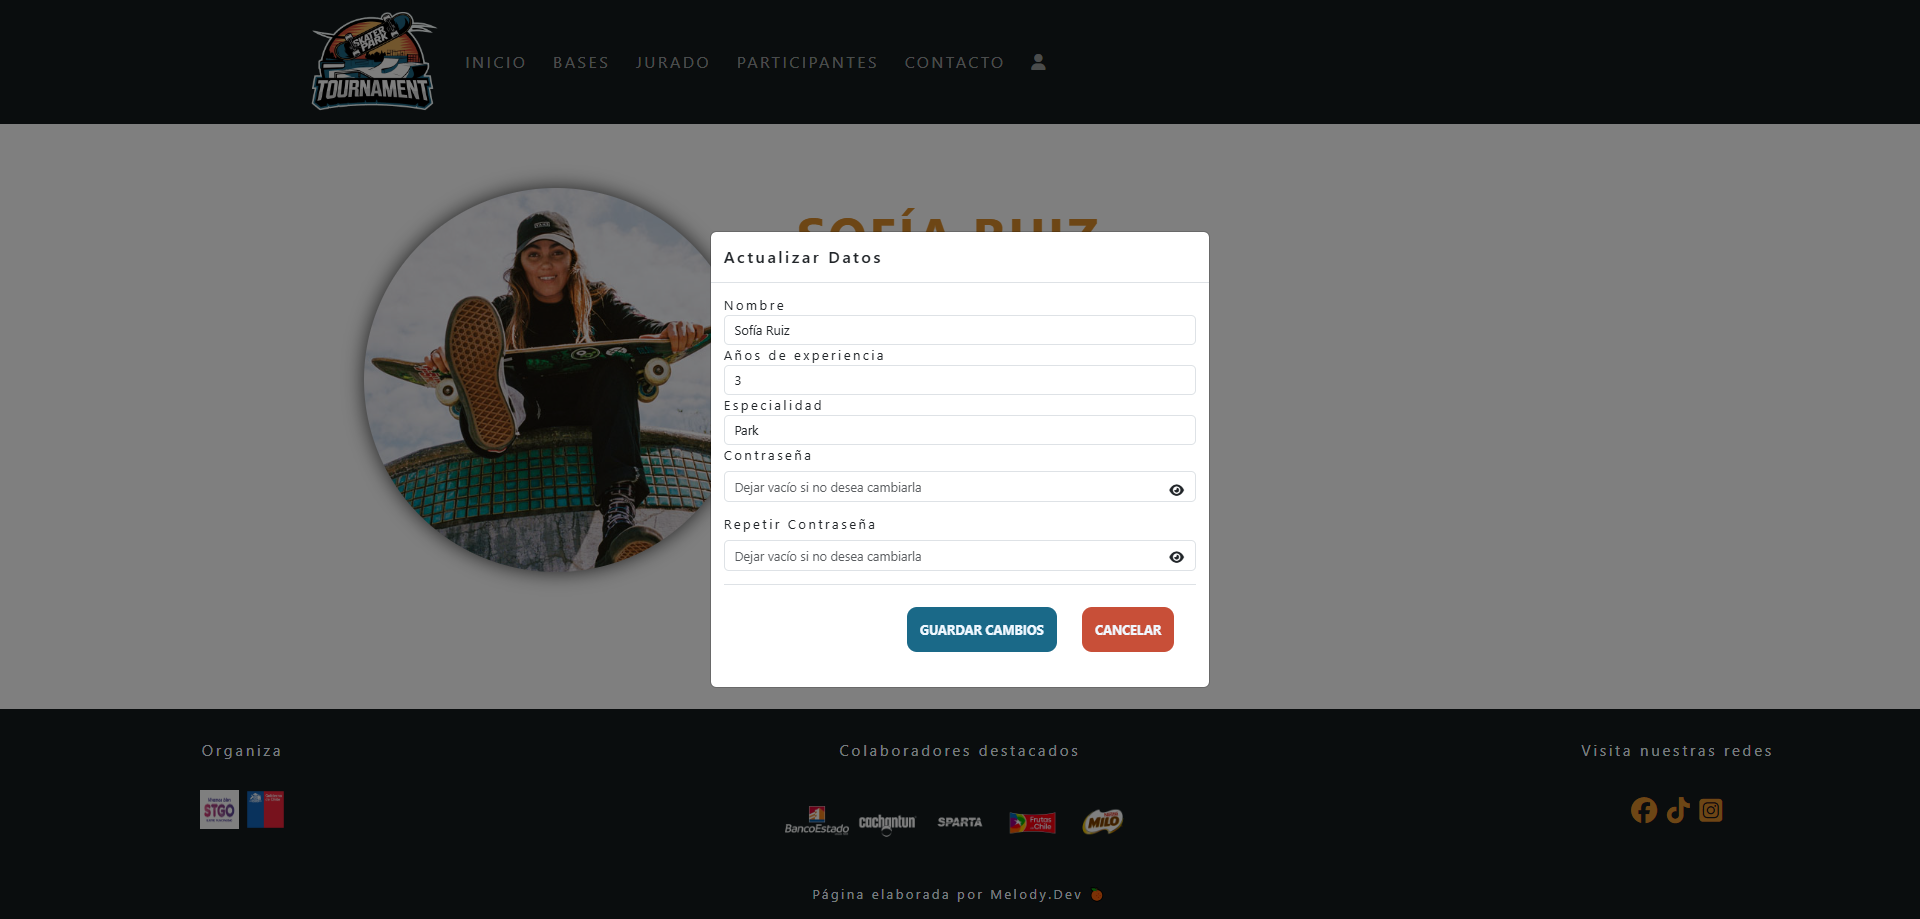 SKATER
PARK
TOURNAMENT
INICIO BASES JURADO PARTICIPANTES CONTACTO
SOFÍA RUIZ
Actualizar Datos
Nombre
Sofía Ruiz
Años de experiencia
3
Especialidad
Park
Contraseña
Dejar vacío si no desea cambiarla
Repetir Contraseña
Dejar vacío si no desea cambiarla
GUARDAR CAMBIOS CANCELAR
Organiza Colaboradores destacados Visita nuestras redes
STGO
BancoEstado cachantun SPARTA Frutas de Chile MILO
Página elaborada por Melody.Dev